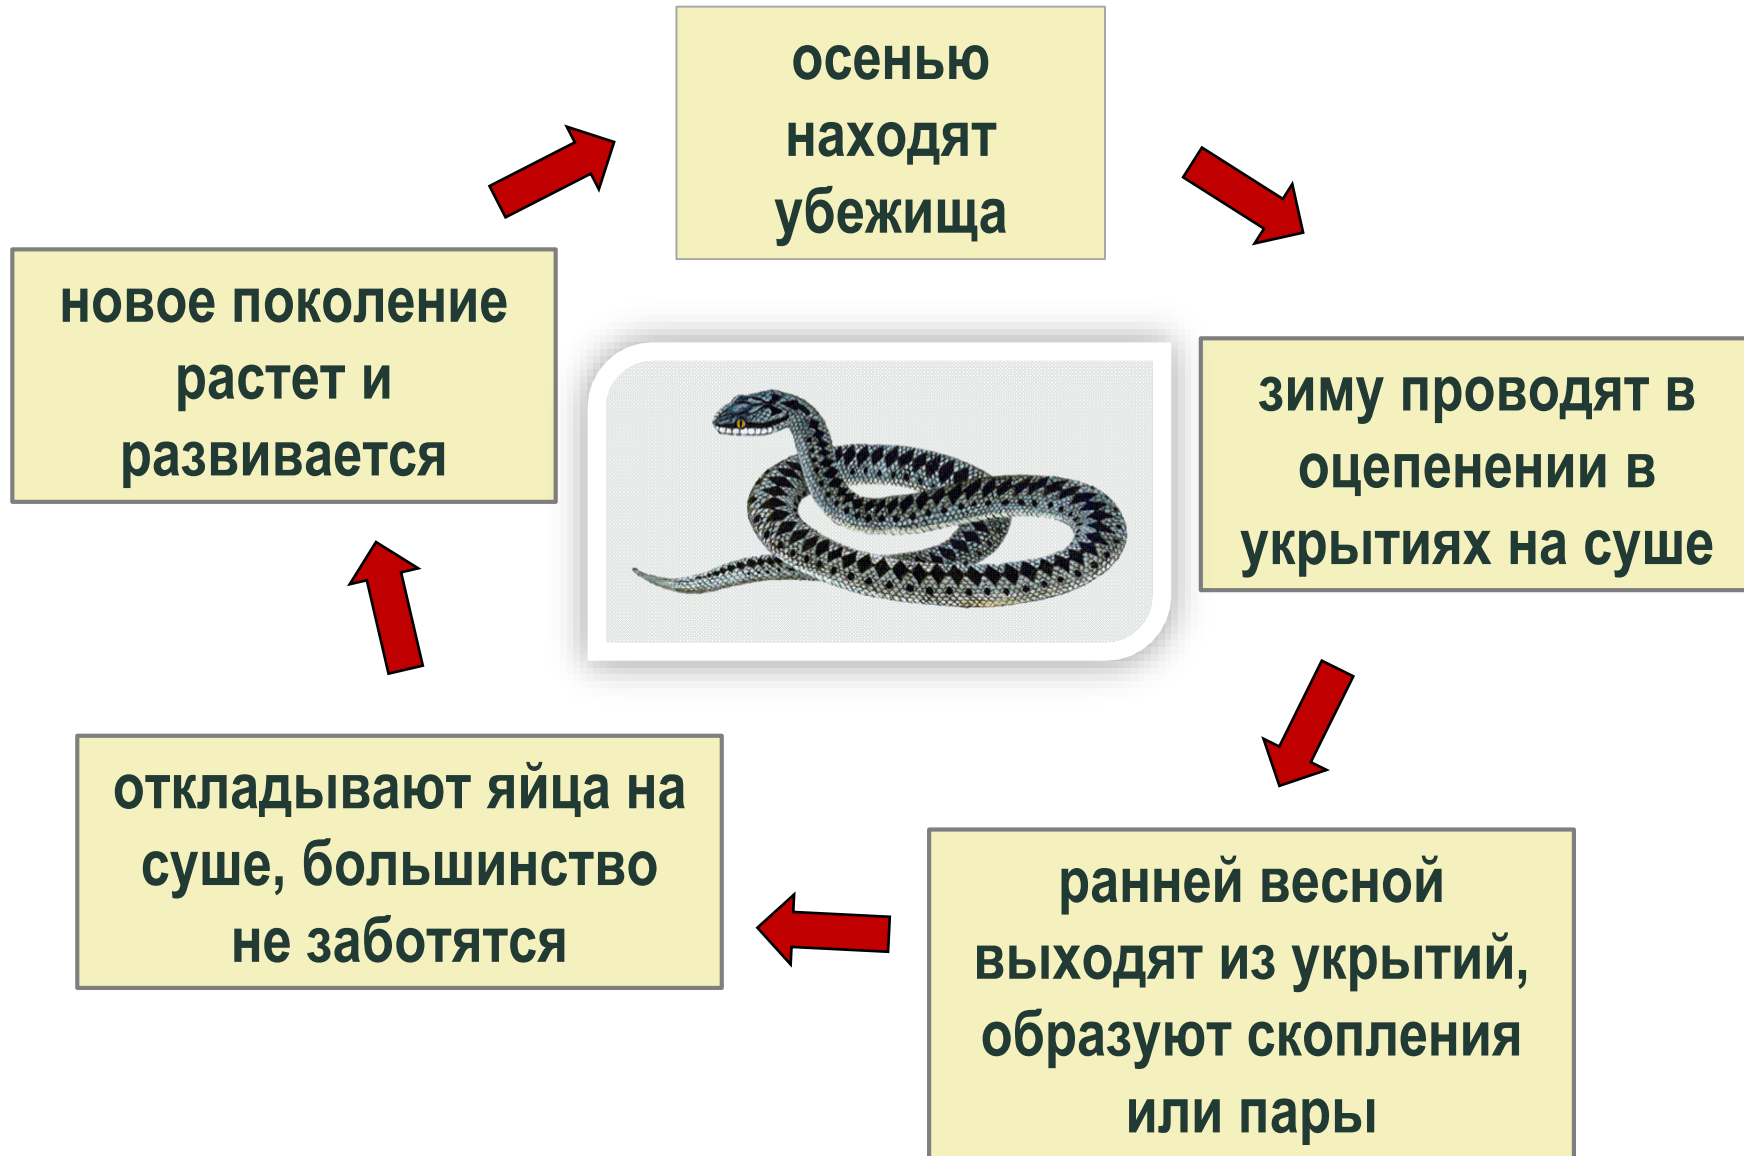 осенью
находят
убежища
зиму проводят в
оцепенении в
укрытиях на суше
ранней весной
выходят из укрытий,
образуют скопления
или пары
откладывают яйца на
суше, большинство
не заботятся
новое поколение
растет и
развивается